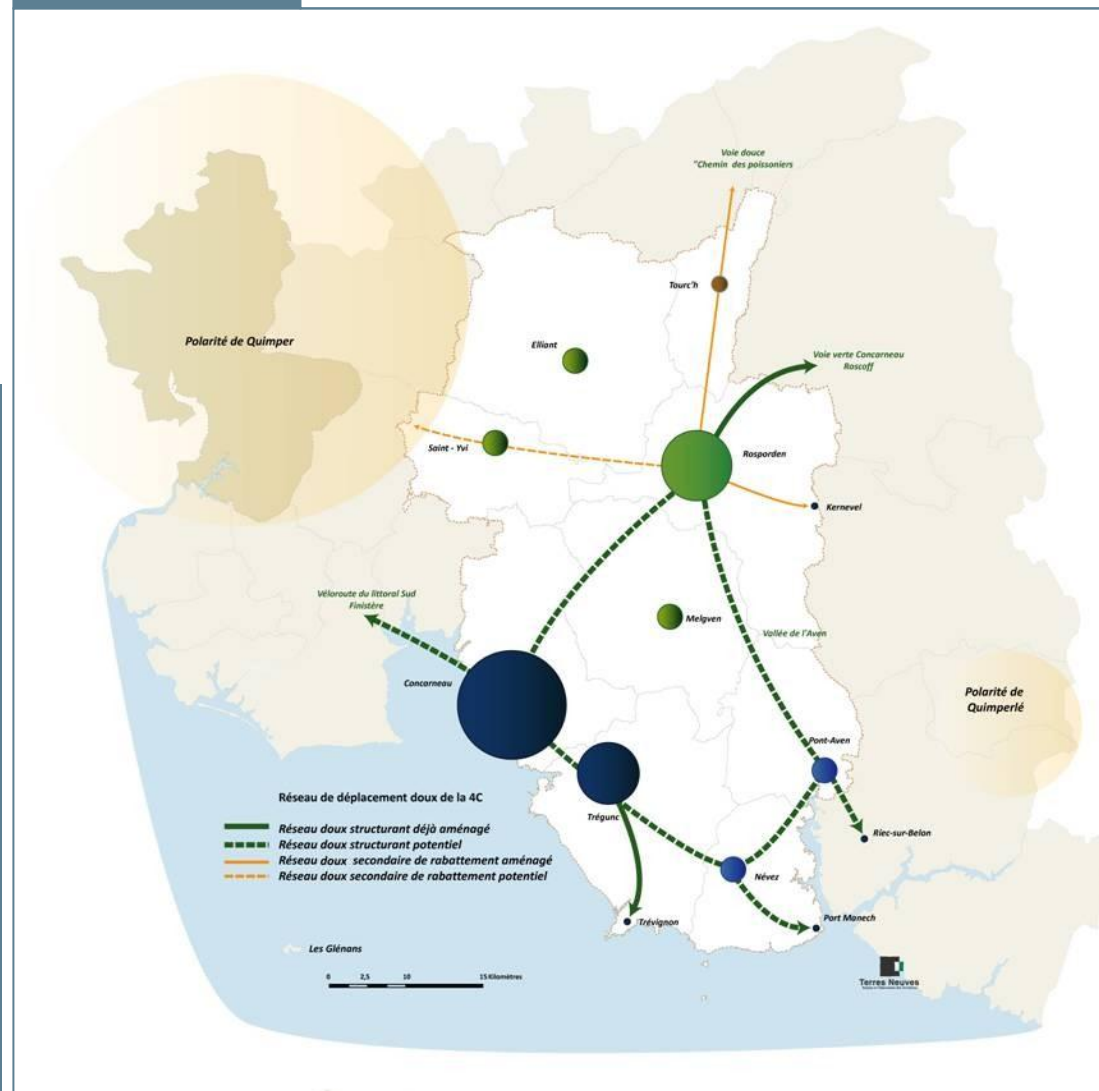 Voie douce
"Chemin des poissoniers
Tourc'h
Polarité de Quimper
Elliant
Voie verte Concarneau
Roscoff
Saint - Yvi
Rosporden
Kernevel
Véloroute du littoral Sud
Finistère
Melgven
Vallée de l'Aven
Concarneau
Polarité de
Quimperlé
Pont-Aven
Réseau de déplacement doux de la 4C
Trégunc
Réseau doux structurant déjà aménagé
Réseau doux structurant potentiel
Réseau doux secondaire de rabattement aménagé
Réseau doux secondaire de rabattement potentiel
Riec-sur-Belon
Névez
Trévignon
Port Manech
Les Glénans
0 2,5 10 15 Kilomètres
Terres Neuves